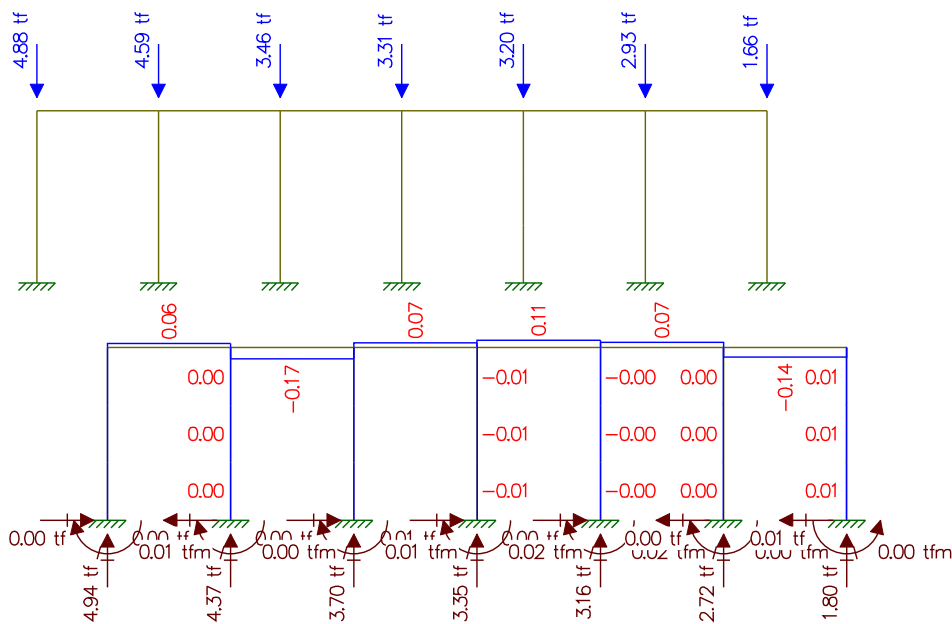 4.88 tf
4.59 tf
3.46 tf
3.31 tf
3.20 tf
2.93 tf
1.66 tf
0.06
0.07
0.11
0.07
-0.17
-0.14
0.00
-0.01
-0.00
0.00
0.01
0.00
-0.01
-0.00
0.00
0.01
0.00
-0.01
-0.00
0.00
0.01
0.00 tf
0.01
0.00 tfm
0.01 tfm
0.02 tfm
0.00 tf
0.01 tf
0.00 tfm
4.94 tf
4.37 tf
3.70 tf
3.35 tf
3.16 tf
2.72 tf
1.80 tf